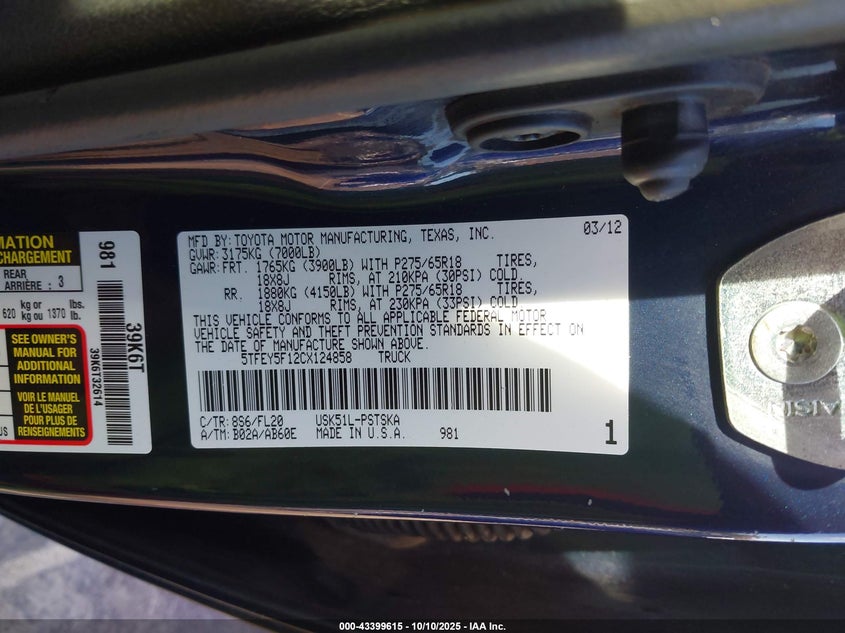 MATION
CHARGEMENT
REAR
ARRIÈRE : 3
kg or lbs.
620 kg ou 1370 lb.
SEE OWNER'S
MANUAL FOR
ADDITIONAL
INFORMATION
VOIR LE MANUEL
DE L'USAGER
POUR PLUS DE
RENSEIGNEMENTS
US
981
39K6T
39K6T32614
MFD BY: TOYOTA MOTOR MANUFACTURING, TEXAS, INC. 03/12
GVWR: 3175KG (7000LB)
GAWR: FRT. 1765KG (3900LB) WITH P275/65R18 TIRES,
18X8J RIMS, AT 210KPA (30PSI) COLD.
RR. 1880KG (4150LB) WITH P275/65R18 TIRES,
18X8J RIMS, AT 230KPA (33PSI) COLD.
THIS VEHICLE CONFORMS TO ALL APPLICABLE FEDERAL MOTOR
VEHICLE SAFETY AND THEFT PREVENTION STANDARDS IN EFFECT ON
THE DATE OF MANUFACTURE SHOWN ABOVE.
5TFEY5F12CX124858 TRUCK
C/TR: 8S6/FL20 USK51L-PSTSKA
A/TM: B02A/AB60E MADE IN U.S.A. 981 1
AISIN
000-43399615 - 10/10/2025 - IAA Inc.